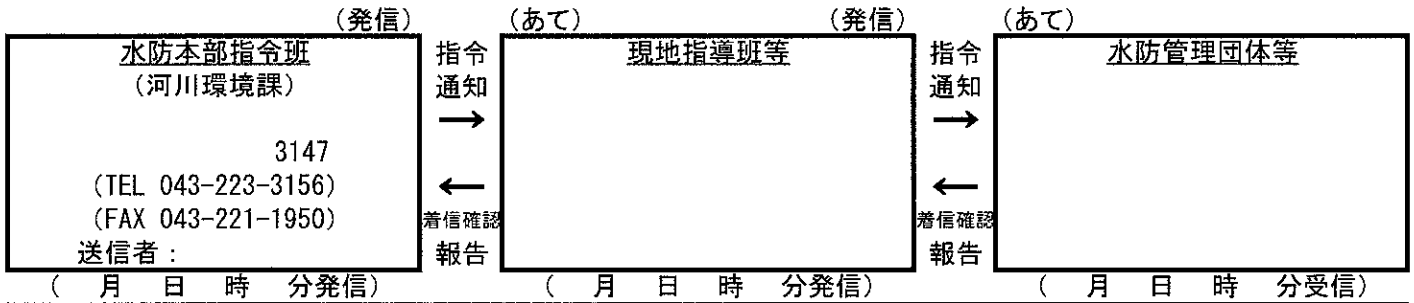 (発信)
(あて)
(発信)
(あて)
水防本部指令班
(河川環境課)
3147
(TEL 043-223-3156)
(FAX 043-221-1950)
送信者：
(　月　日　時　分発信)
指令
通知
→
←
着信確認
報告
現地指導班等
(　月　日　時　分発信)
指令
通知
→
←
着信確認
報告
水防管理団体等
(　月　日　時　分受信)